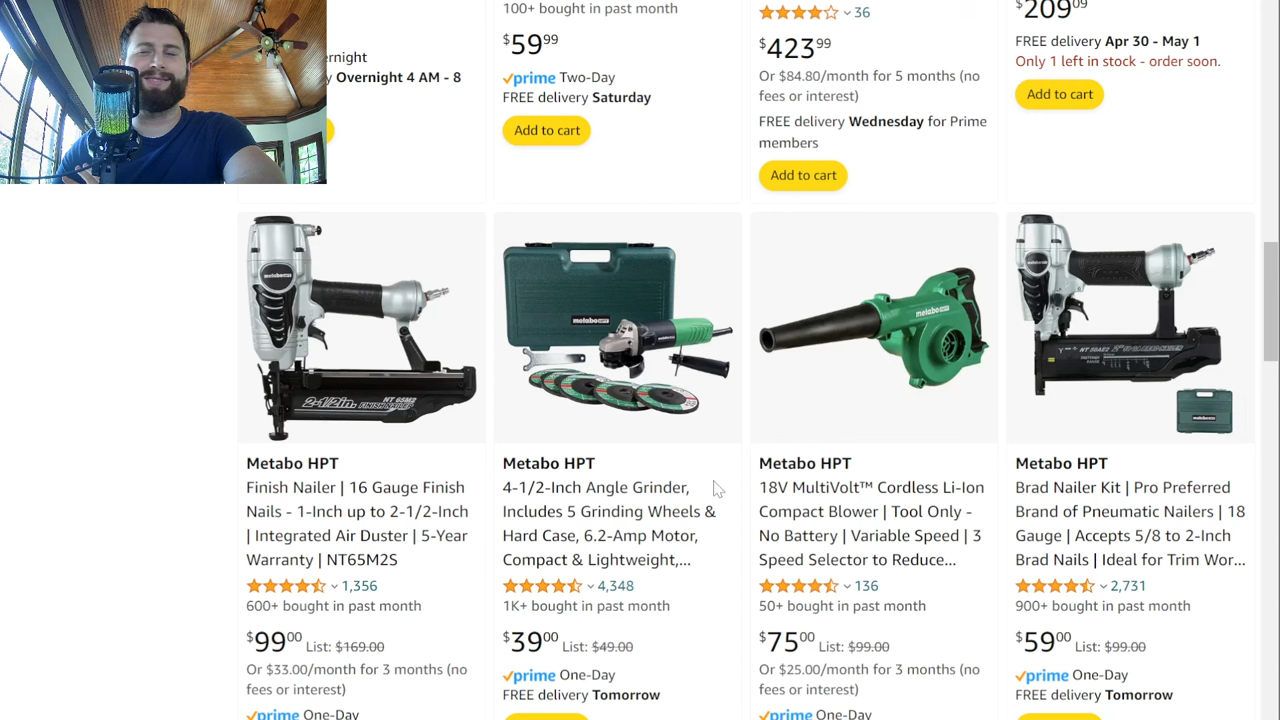 ernight
Overnight 4 AM - 8
100+ bought in past month
$59.99
prime Two-Day
FREE delivery Saturday
Add to cart
36
$423.99
Or $84.80/month for 5 months (no
fees or interest)
FREE delivery Wednesday for Prime
members
Add to cart
$209.09
FREE delivery Apr 30 - May 1
Only 1 left in stock - order soon.
Add to cart
metaboHPT
2-1/2in. FINISH NAILER
NT 65M2
Metabo HPT
Finish Nailer | 16 Gauge Finish
Nails - 1-Inch up to 2-1/2-Inch
| Integrated Air Duster | 5-Year
Warranty | NT65M2S
1,356
600+ bought in past month
$99.00 List: $169.00
Or $33.00/month for 3 months (no
fees or interest)
prime One-Day
metaboHPT
Metabo HPT
4-1/2-Inch Angle Grinder,
Includes 5 Grinding Wheels &
Hard Case, 6.2-Amp Motor,
Compact & Lightweight,...
4,348
1K+ bought in past month
$39.00 List: $49.00
prime One-Day
FREE delivery Tomorrow
metaboHPT
Metabo HPT
18V MultiVolt™ Cordless Li-Ion
Compact Blower | Tool Only -
No Battery | Variable Speed | 3
Speed Selector to Reduce...
136
50+ bought in past month
$75.00 List: $99.00
Or $25.00/month for 3 months (no
fees or interest)
prime One-Day
metaboHPT
NT 50AE2
Metabo HPT
Brad Nailer Kit | Pro Preferred
Brand of Pneumatic Nailers | 18
Gauge | Accepts 5/8 to 2-Inch
Brad Nails | Ideal for Trim Wor...
2,731
900+ bought in past month
$59.00 List: $99.00
prime One-Day
FREE delivery Tomorrow